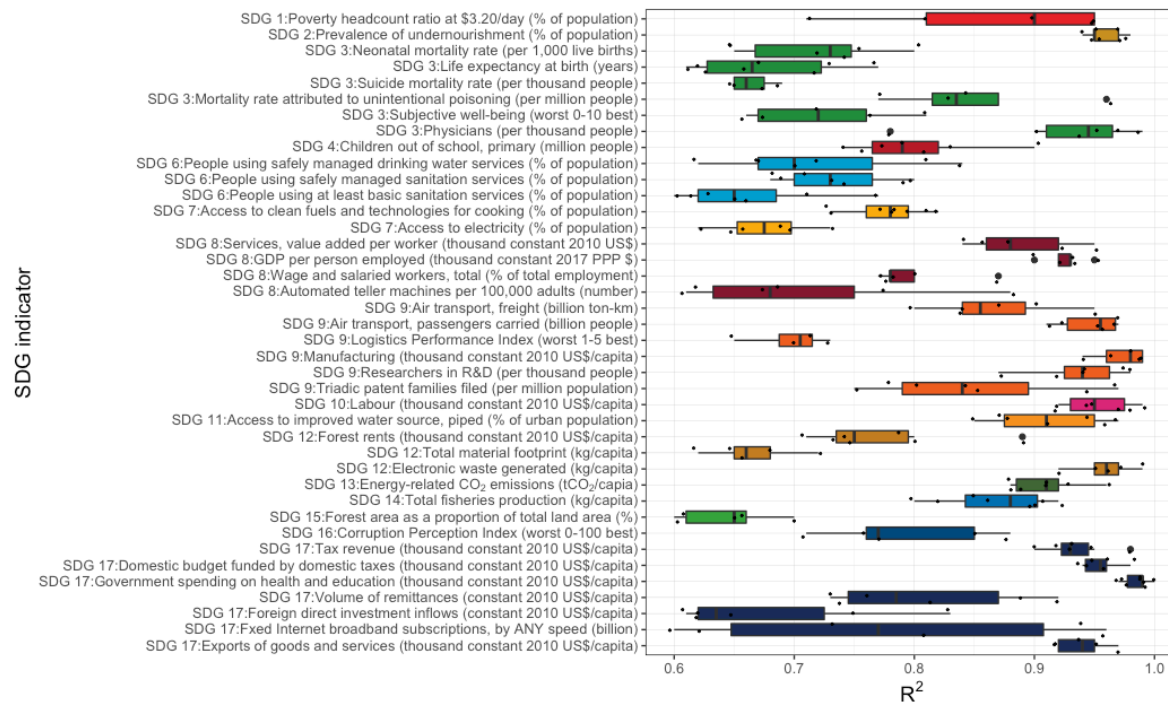 SDG indicator
SDG 1:Poverty headcount ratio at $3.20/day (% of population)
SDG 2:Prevalence of undernourishment (% of population)
SDG 3:Neonatal mortality rate (per 1,000 live births)
SDG 3:Life expectancy at birth (years)
SDG 3:Suicide mortality rate (per thousand people)
SDG 3:Mortality rate attributed to unintentional poisoning (per million people)
SDG 3:Subjective well-being (worst 0-10 best)
SDG 3:Physicians (per thousand people)
SDG 4:Children out of school, primary (million people)
SDG 6:People using safely managed drinking water services (% of population)
SDG 6:People using safely managed sanitation services (% of population)
SDG 6:People using at least basic sanitation services (% of population)
SDG 7:Access to clean fuels and technologies for cooking (% of population)
SDG 7:Access to electricity (% of population)
SDG 8:Services, value added per worker (thousand constant 2010 US$)
SDG 8:GDP per person employed (thousand constant 2017 PPP $)
SDG 8:Wage and salaried workers, total (% of total employment)
SDG 8:Automated teller machines per 100,000 adults (number)
SDG 9:Air transport, freight (billion ton-km)
SDG 9:Air transport, passengers carried (billion people)
SDG 9:Logistics Performance Index (worst 1-5 best)
SDG 9:Manufacturing (thousand constant 2010 US$/capita)
SDG 9:Researchers in R&D (per thousand people)
SDG 9:Triadic patent families filed (per million population)
SDG 10:Labour (thousand constant 2010 US$/capita)
SDG 11:Access to improved water source, piped (% of urban population)
SDG 12:Forest rents (thousand constant 2010 US$/capita)
SDG 12:Total material footprint (kg/capita)
SDG 12:Electronic waste generated (kg/capita)
SDG 13:Energy-related CO₂ emissions (tCO₂/capia)
SDG 14:Total fisheries production (kg/capita)
SDG 15:Forest area as a proportion of total land area (%)
SDG 16:Corruption Perception Index (worst 0-100 best)
SDG 17:Tax revenue (thousand constant 2010 US$/capita)
SDG 17:Domestic budget funded by domestic taxes (thousand constant 2010 US$/capita)
SDG 17:Government spending on health and education (thousand constant 2010 US$/capita)
SDG 17:Volume of remittances (constant 2010 US$/capita)
SDG 17:Foreign direct investment inflows (constant 2010 US$/capita)
SDG 17:Fxed Internet broadband subscriptions, by ANY speed (billion)
SDG 17:Exports of goods and services (thousand constant 2010 US$/capita)
0.6 0.7 0.8 0.9 1.0
R²